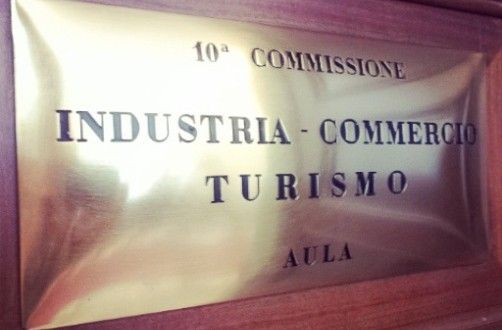 10ª COMMISSIONE
INDUSTRIA - COMMERCIO
TURISMO
AULA